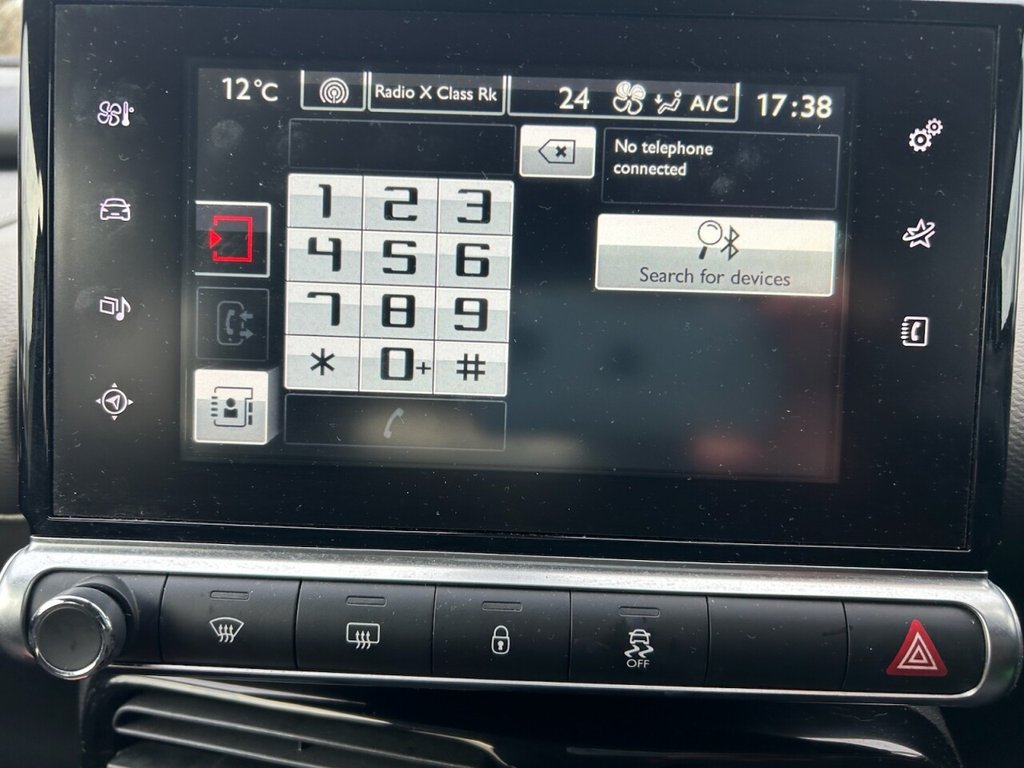 12°C
Radio X Class Rk
24
A/C
17:38
No telephone
connected
1 2 3
4 5 6
7 8 9
* 0+ #
Search for devices
OFF